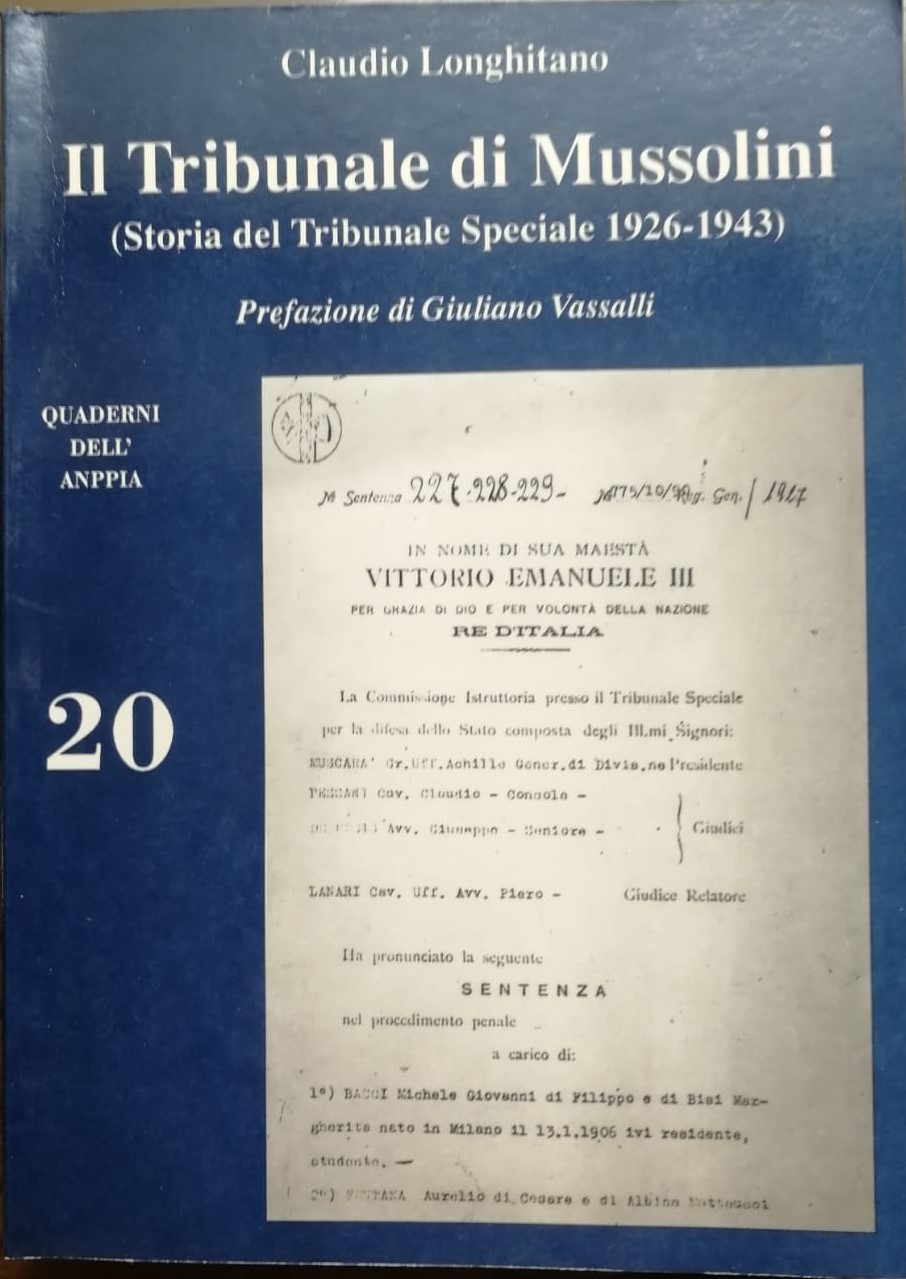 Claudio Longhitano
Il Tribunale di Mussolini
(Storia del Tribunale Speciale 1926-1943)
Prefazione di Giuliano Vassalli
QUADERNI
DELL'
ANPPIA
20
N. Sentenza 227-228-229- Reg. Gen./1927
IN NOME DI SUA MAESTÀ
VITTORIO EMANUELE III
PER GRAZIA DI DIO E PER VOLONTÀ DELLA NAZIONE
RE D'ITALIA
La Commissione Istruttoria presso il Tribunale Speciale
per la difesa dello Stato composta degli Ill.mi Signori:
MUSCARA' Gr. Uff. Achille Gener. di Divis.ne Presidente
Cav. Claudio - Console -
Avv. Giuseppe - Seniore - Giudici
LANARI Cav. Uff. Avv. Piero - Giudice Relatore
Ha pronunciato la seguente
SENTENZA
nel procedimento penale
a carico di:
1°) BACCI Michele Giovanni di Filippo e di Bisi Mar-
gherita nato in Milano il 13.1.1906 ivi residente,
studente. —
2°) Aurelio di Cesare e di Albina